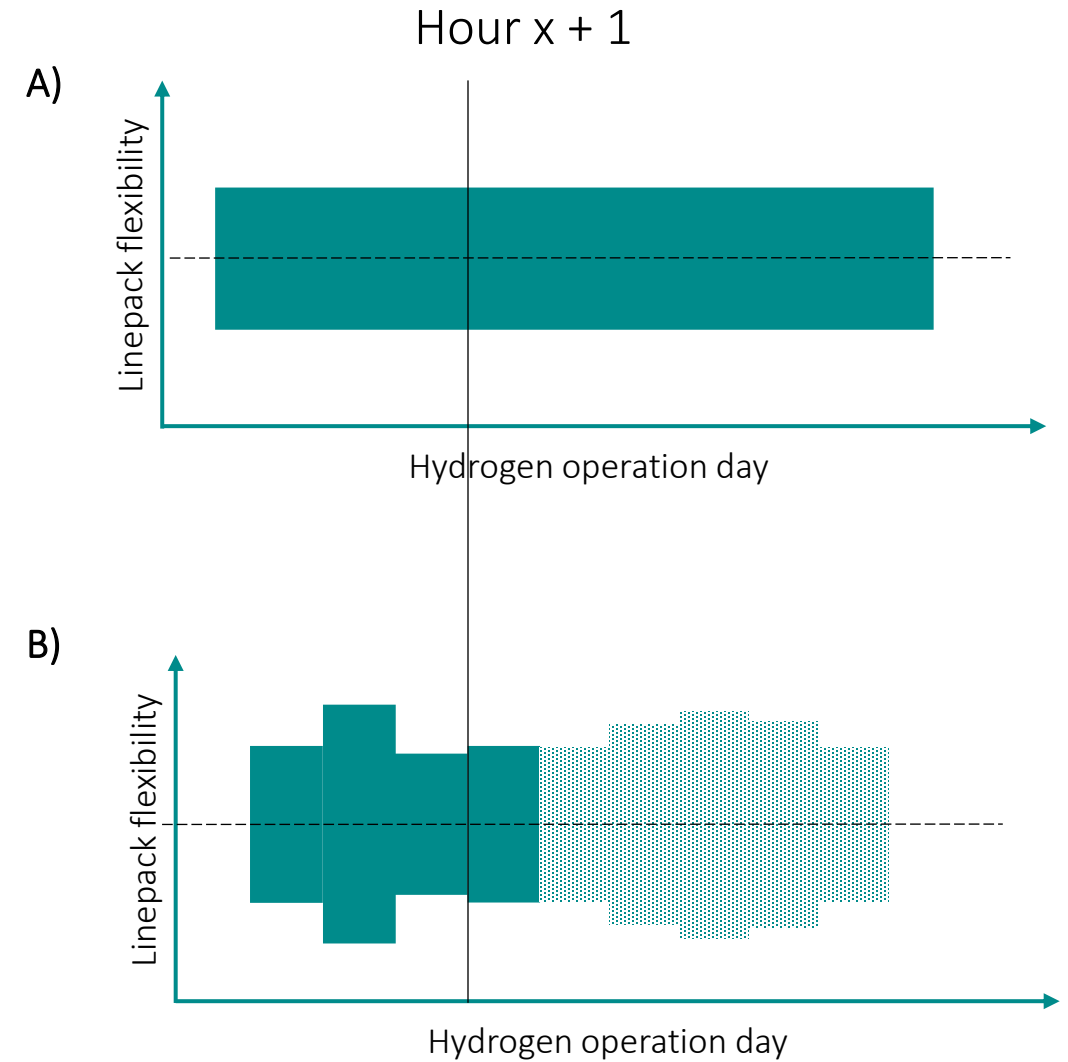 Hour x + 1
A)
Linepack flexibility
Hydrogen operation day
B)
Linepack flexibility
Hydrogen operation day